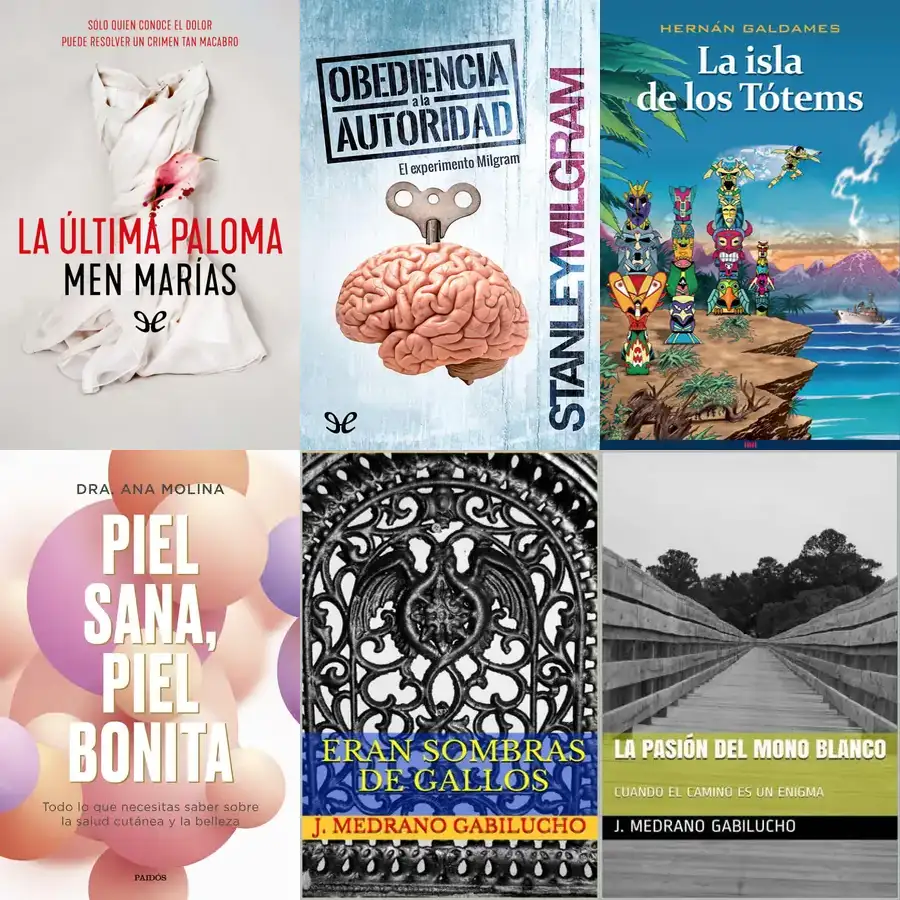 SOLO QUIEN CONOCE EL DOLOR
PUEDE RESOLVER UN CRIMEN TAN MACABRO
LA ÚLTIMA PALOMA
MEN MARÍAS
OBEDIENCIA
a la
AUTORIDAD
El experimento Milgram
STANLEY MILGRAM
HERNÁN GALDAMES
La isla
de los Tótems
DRA. ANA MOLINA
PIEL
SANA,
PIEL
BONITA
Todo lo que necesitas saber sobre
la salud cutánea y la belleza
PAIDÓS
ERAN SOMBRAS
DE GALLOS
J. MEDRANO GABILUCHO
LA PASIÓN DEL MONO BLANCO
CUANDO EL CAMINO ES UN ENIGMA
J. MEDRANO GABILUCHO